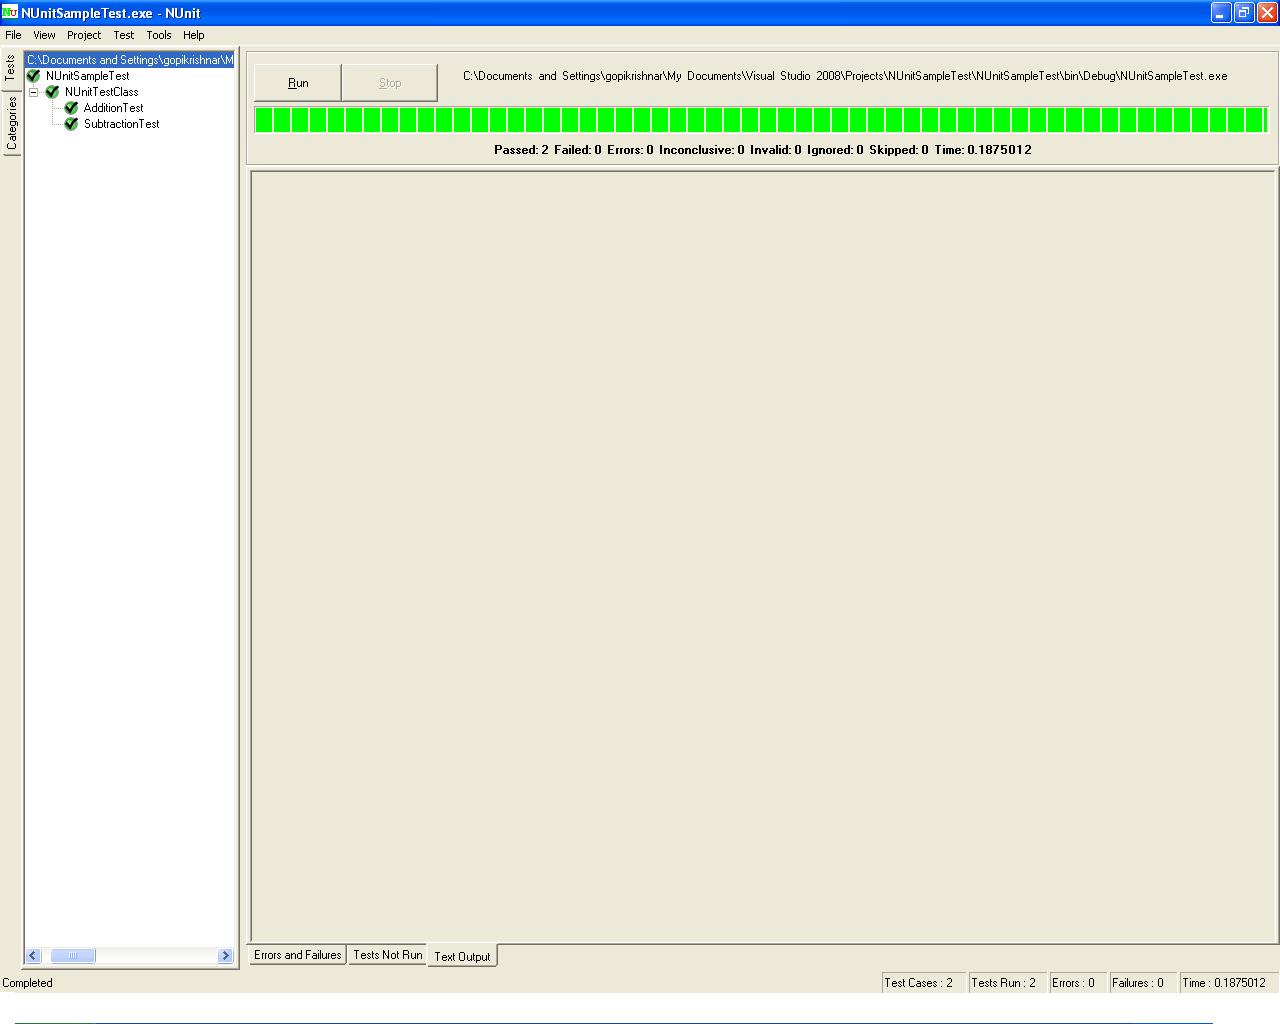 NUnitSampleTest.exe - NUnit
File View Project Test Tools Help
Tests
Categories
C:\Documents and Settings\gopikrishnar\M
NUnitSampleTest
NUnitTestClass
AdditionTest
SubtractionTest
Run
Stop
C:\Documents and Settings\gopikrishnar\My Documents\Visual Studio 2008\Projects\NUnitSampleTest\NUnitSampleTest\bin\Debug\NUnitSampleTest.exe
Passed: 2 Failed: 0 Errors: 0 Inconclusive: 0 Invalid: 0 Ignored: 0 Skipped: 0 Time: 0.1875012
Errors and Failures Tests Not Run Text Output
Completed Test Cases : 2 Tests Run : 2 Errors : 0 Failures : 0 Time : 0.1875012